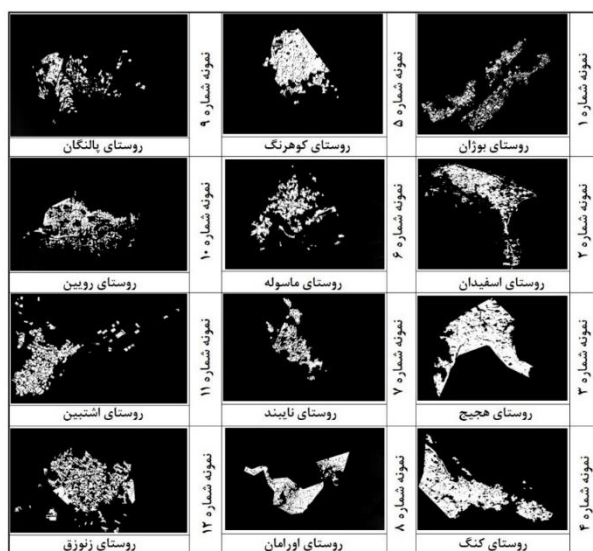 نمونه شماره ۱
روستای بوژان
نمونه شماره ۵
روستای کوهرنگ
نمونه شماره ۹
روستای پالنگان
نمونه شماره ۲
روستای اسفیدان
نمونه شماره ۶
روستای ماسوله
نمونه شماره ۱۰
روستای رویین
نمونه شماره ۳
روستای هجیج
نمونه شماره ۷
روستای نایبند
نمونه شماره ۱۱
روستای اشتبین
نمونه شماره ۴
روستای کنگ
نمونه شماره ۸
روستای اورامان
نمونه شماره ۱۲
روستای زنوزق